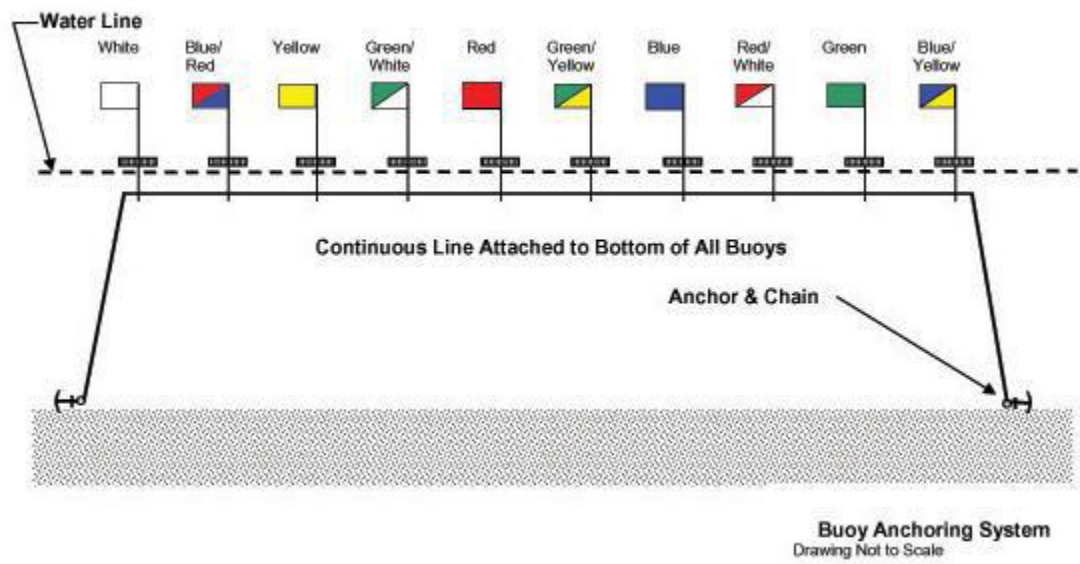 Water Line
White
Blue/
Red
Yellow
Green/
White
Red
Green/
Yellow
Blue
Red/
White
Green
Blue/
Yellow
Continuous Line Attached to Bottom of All Buoys
Anchor & Chain
Buoy Anchoring System
Drawing Not to Scale